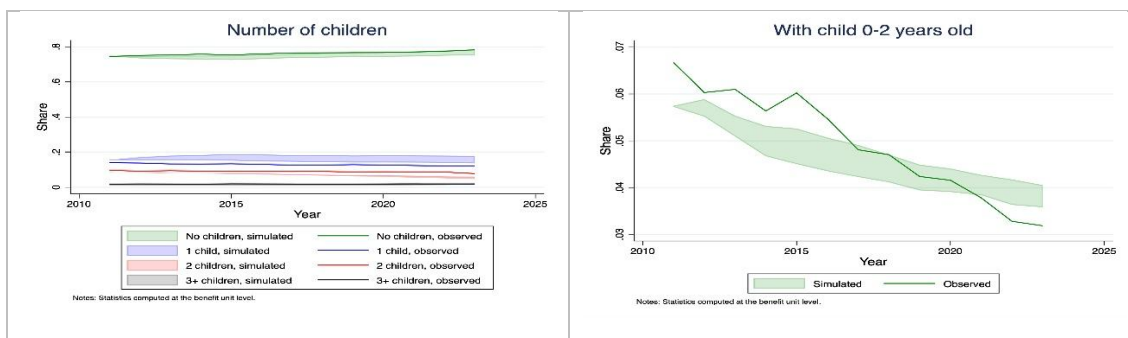 Number of children
.8
.6
.4
.2
0
Share
2010
2015
2020
2025
Year
No children, simulated
No children, observed
1 child, simulated
1 child, observed
2 children, simulated
2 children, observed
3+ children, simulated
3+ children, observed
Notes: Statistics computed at the benefit unit level.
With child 0-2 years old
.07
.06
.05
.04
.03
Share
2010
2015
2020
2025
Year
Simulated
Observed
Notes: Statistics computed at the benefit unit level.